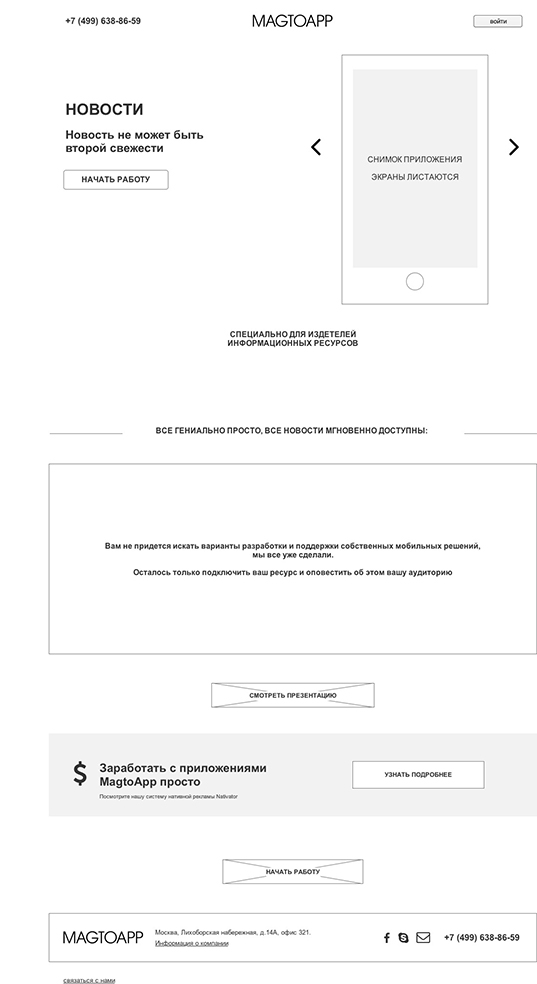 +7 (499) 638-86-59
MAGTOAPP
ВОЙТИ
НОВОСТИ
Новость не может быть
второй свежести
НАЧАТЬ РАБОТУ
СНИМОК ПРИЛОЖЕНИЯ
ЭКРАНЫ ЛИСТАЮТСЯ
СПЕЦИАЛЬНО ДЛЯ ИЗДЕТЕЛЕЙ
ИНФОРМАЦИОННЫХ РЕСУРСОВ
ВСЕ ГЕНИАЛЬНО ПРОСТО, ВСЕ НОВОСТИ МГНОВЕННО ДОСТУПНЫ:
Вам не придется искать варианты разработки и поддержки собственных мобильных решений,
мы все уже сделали.
Осталось только подключить ваш ресурс и оповестить об этом вашу аудиторию
СМОТРЕТЬ ПРЕЗЕНТАЦИЮ
$
Заработать с приложениями
MagtoApp просто
Посмотрите нашу систему нативной рекламы Nativator
УЗНАТЬ ПОДРОБНЕЕ
НАЧАТЬ РАБОТУ
MAGTOAPP
Москва, Лихоборская набережная, д.14А, офис 321.
Информация о компании
+7 (499) 638-86-59
связаться с нами